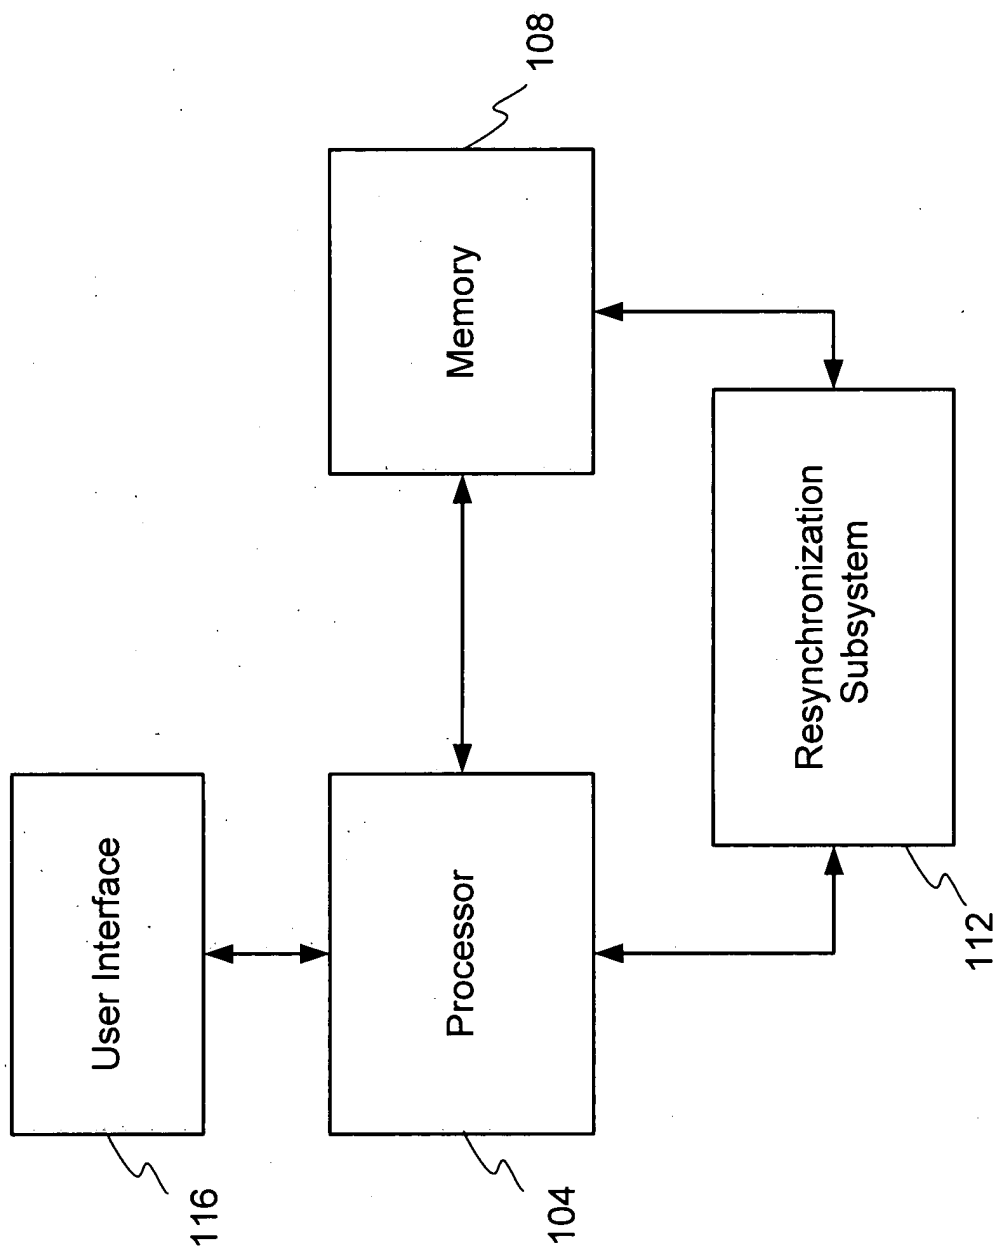 User Interface
116
Processor
104
Memory
108
Resynchronization
Subsystem
112